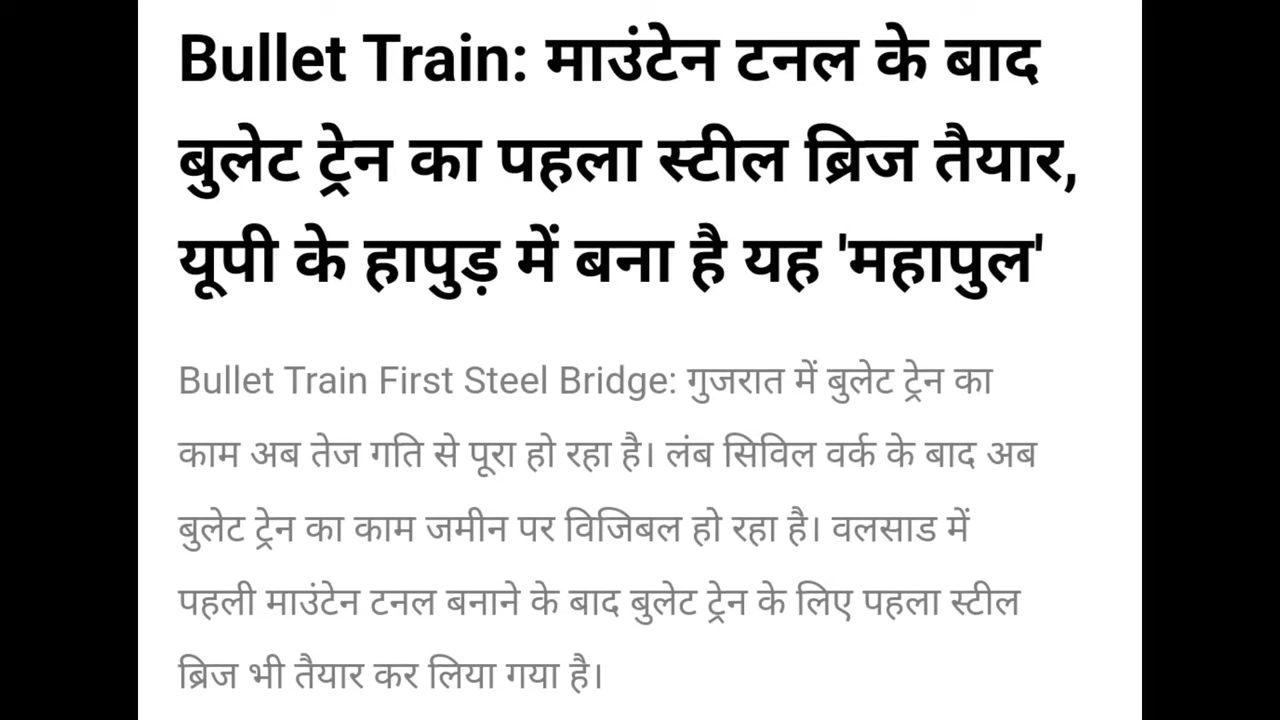 Bullet Train: माउंटेन टनल के बाद
बुलेट ट्रेन का पहला स्टील ब्रिज तैयार,
यूपी के हापुड़ में बना है यह 'महापुल'
Bullet Train First Steel Bridge: गुजरात में बुलेट ट्रेन का
काम अब तेज गति से पूरा हो रहा है। लंब सिविल वर्क के बाद अब
बुलेट ट्रेन का काम जमीन पर विजिबल हो रहा है। वलसाड में
पहली माउंटेन टनल बनाने के बाद बुलेट ट्रेन के लिए पहला स्टील
ब्रिज भी तैयार कर लिया गया है।